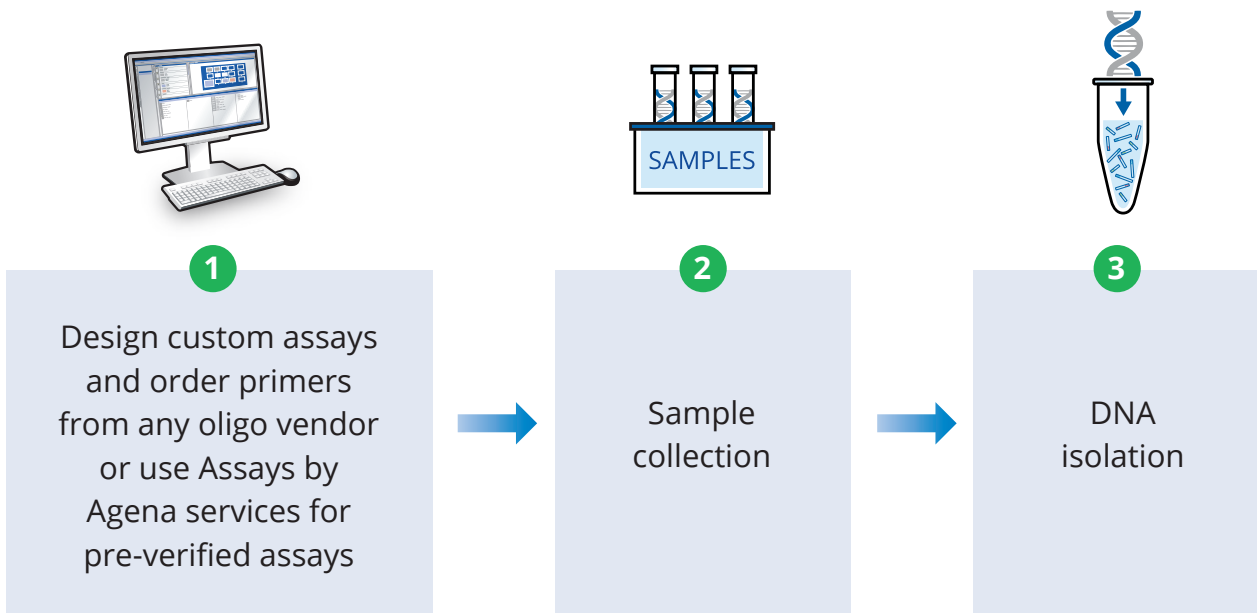 SAMPLES
1
2
3
Design custom assays
and order primers
from any oligo vendor
or use Assays by
Agena services for
pre-verified assays
Sample
collection
DNA
isolation